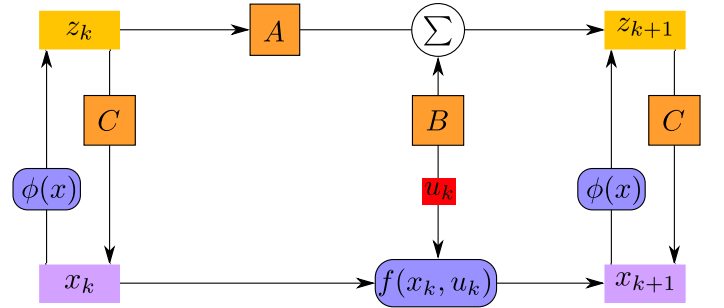 z_k A ∑ z_{k+1}
C B C
ϕ(x) u_k ϕ(x)
x_k f(x_k, u_k) x_{k+1}